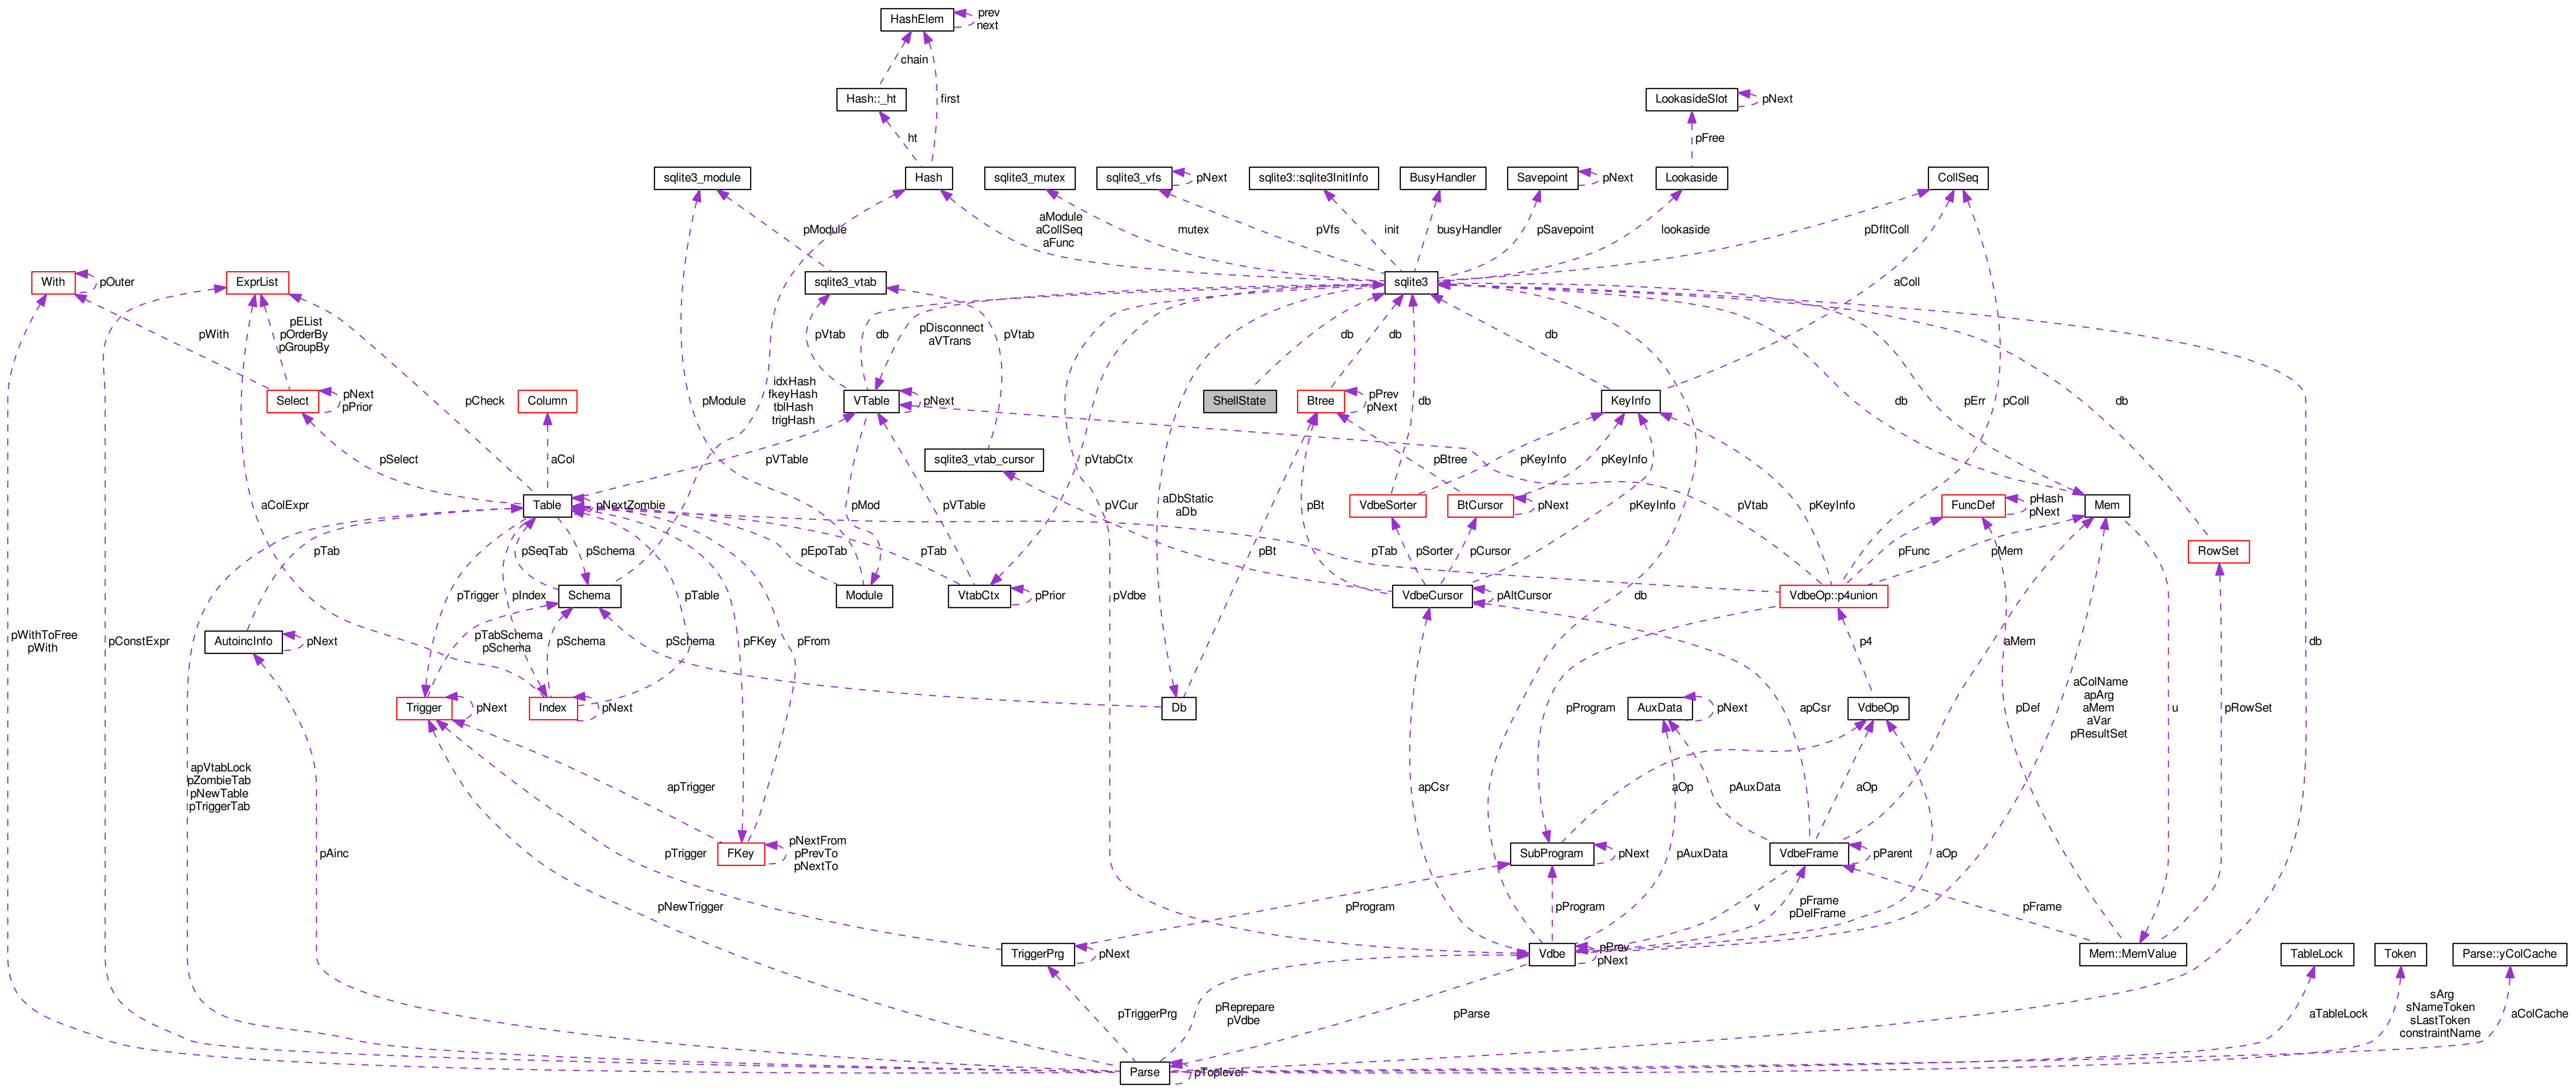 HashElem
prev
next
chain
Hash::_ht
first
LookasideSlot
pNext
ht
pFree
sqlite3_module
Hash
sqlite3_mutex
sqlite3_vfs
pNext
sqlite3::sqlite3InitInfo
BusyHandler
Savepoint
pNext
Lookaside
CollSeq
pModule
aModule
aCollSeq
aFunc
mutex
pVfs
init
busyHandler
pSavepoint
lookaside
pDfltColl
With
pOuter
ExprList
sqlite3_vtab
sqlite3
aColl
pWith
pEList
pOrderBy
pGroupBy
pVtab
db
pDisconnect
aVTrans
pVtab
db
db
db
Select
pNext
pPrior
pCheck
Column
pModule
idxHash
fkeyHash
tblHash
trigHash
VTable
pNext
ShellState
Btree
pPrev
pNext
db
KeyInfo
db
pErr
pColl
db
pSelect
aCol
pVTable
sqlite3_vtab_cursor
pVtabCtx
pBtree
pKeyInfo
pKeyInfo
aColExpr
Table
pNextZombie
pMod
pVTable
pVCur
aDbStatic
aDb
pBt
VdbeSorter
BtCursor
pNext
pKeyInfo
pVtab
pKeyInfo
FuncDef
pHash
pNext
Mem
pTab
pSeqTab
pSchema
pEpoTab
pTab
pBt
pTab
pSorter
pCursor
pFunc
pMem
RowSet
pTrigger
pIndex
Schema
pTable
Module
VtabCtx
pPrior
db
VdbeCursor
pAltCursor
VdbeOp::p4union
pWithToFree
pWith
pConstExpr
AutoincInfo
pNext
pTabSchema
pSchema
pSchema
pFKey
pFrom
pSchema
pVdbe
p4
aMem
db
Trigger
pNext
Index
pNext
Db
pProgram
AuxData
pNext
apCsr
VdbeOp
aColName
apArg
aMem
aVar
pResultSet
pDef
u
pRowSet
apVtabLock
pZombieTab
pNewTable
pTriggerTab
apTrigger
apCsr
aOp
pAuxData
aOp
pAinc
pTrigger
FKey
pNextFrom
pPrevTo
pNextTo
SubProgram
pNext
pAuxData
VdbeFrame
pParent
aOp
pNewTrigger
pProgram
pProgram
v
pFrame
pDelFrame
pFrame
TriggerPrg
pNext
Vdbe
pPrev
pNext
Mem::MemValue
TableLock
Token
Parse::yColCache
pTriggerPrg
pReprepare
pVdbe
pParse
aTableLock
sArg
sNameToken
sLastToken
constraintName
aColCache
Parse
pToplevel